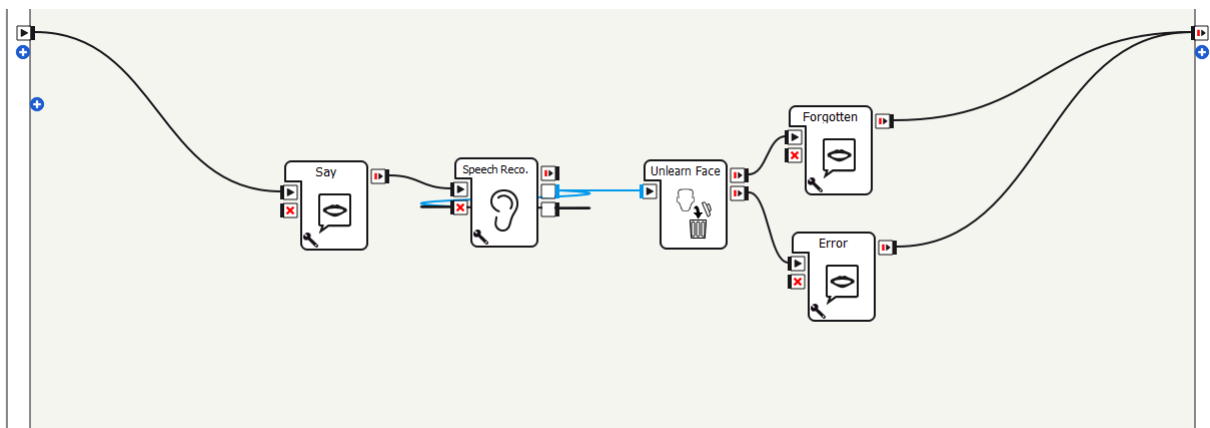 Say
Speech Reco.
Unlearn Face
Forgotten
Error